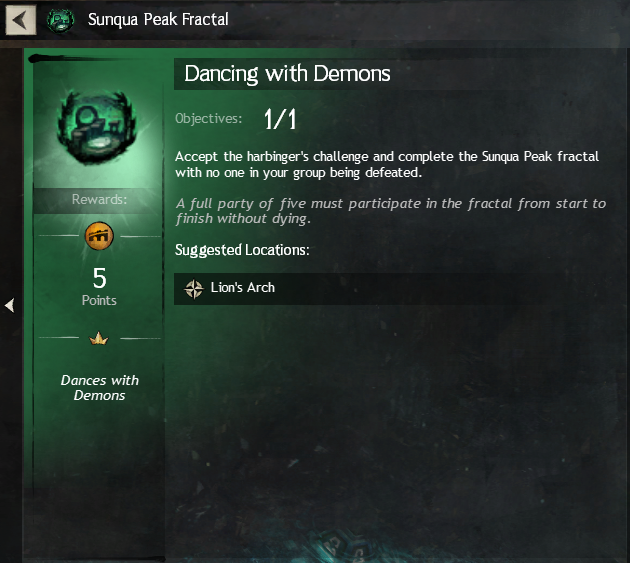 Sunqua Peak Fractal
Dancing with Demons
Objectives: 1/1
Accept the harbinger's challenge and complete the Sunqua Peak fractal
with no one in your group being defeated.
A full party of five must participate in the fractal from start to
finish without dying.
Suggested Locations:
Lion's Arch
Rewards:
5
Points
Dances with
Demons